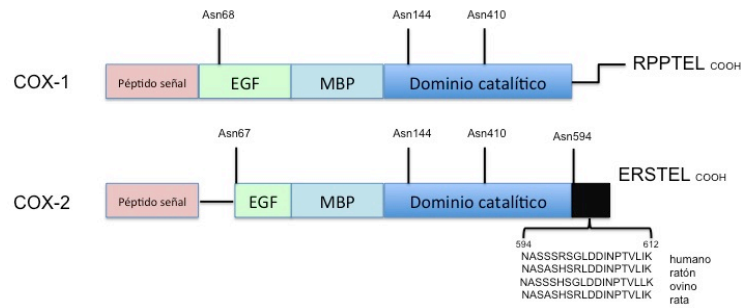 Asn68 Asn144 Asn410
COX-1 Péptido señal EGF MBP Dominio catalítico RPPTEL COOH
Asn67 Asn144 Asn410 Asn594
COX-2 Péptido señal EGF MBP Dominio catalítico ERSTEL COOH
594 612
NASSSRSGLDDINPTVLIK humano
NASASHSRLDDINPTVLIK ratón
NASSSHSGLDDINPTVLLK ovino
NASASHSRLDDINPTVLIK rata